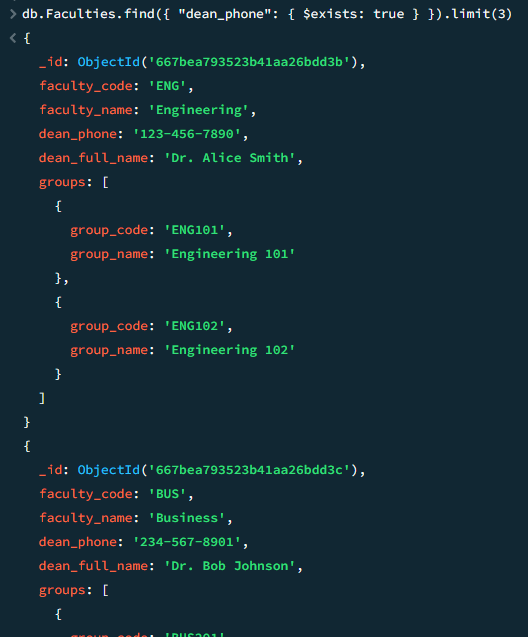 > db.Faculties.find({ "dean_phone": { $exists: true } }).limit(3)
< {
_id: ObjectId('667bea793523b41aa26bdd3b'),
faculty_code: 'ENG',
faculty_name: 'Engineering',
dean_phone: '123-456-7890',
dean_full_name: 'Dr. Alice Smith',
groups: [
{
group_code: 'ENG101',
group_name: 'Engineering 101'
},
{
group_code: 'ENG102',
group_name: 'Engineering 102'
}
]
}
{
_id: ObjectId('667bea793523b41aa26bdd3c'),
faculty_code: 'BUS',
faculty_name: 'Business',
dean_phone: '234-567-8901',
dean_full_name: 'Dr. Bob Johnson',
groups: [
{
group_code: 'BUS201',